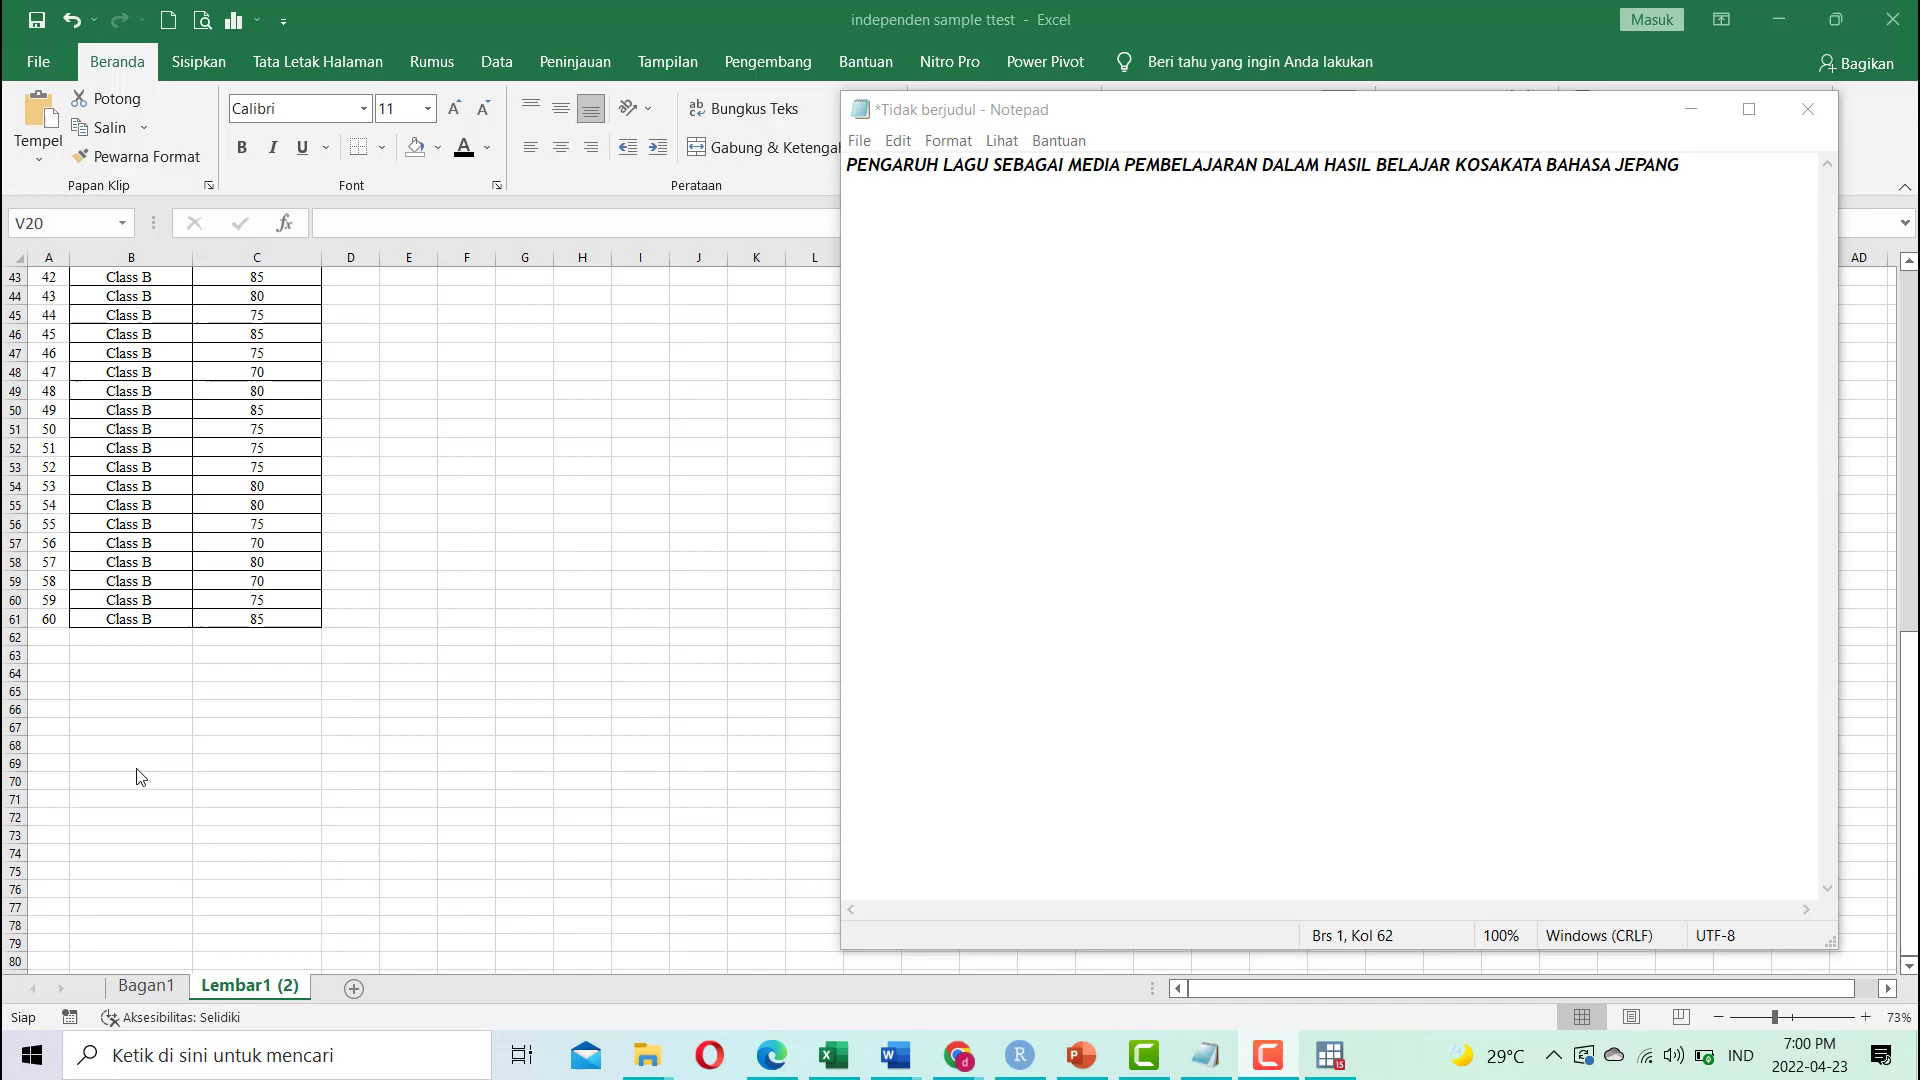 independen sample ttest - Excel
Masuk
File Beranda Sisipkan Tata Letak Halaman Rumus Data Peninjauan Tampilan Pengembang Bantuan Nitro Pro Power Pivot Beri tahu yang ingin Anda lakukan Bagikan
Tempel
Potong
Salin
Pewarna Format
Papan Klip
Calibri 11
B I U
Font
Bungkus Teks
Gabung & Ketengah
Perataan
V20
fx
A B C D E F G H I J K L AD
43 42 Class B 85
44 43 Class B 80
45 44 Class B 75
46 45 Class B 85
47 46 Class B 75
48 47 Class B 70
49 48 Class B 80
50 49 Class B 85
51 50 Class B 75
52 51 Class B 75
53 52 Class B 75
54 53 Class B 80
55 54 Class B 80
56 55 Class B 75
57 56 Class B 70
58 57 Class B 80
59 58 Class B 70
60 59 Class B 75
61 60 Class B 85
62
63
64
65
66
67
68
69
70
71
72
73
74
75
76
77
78
79
80
*Tidak berjudul - Notepad
File Edit Format Lihat Bantuan
PENGARUH LAGU SEBAGAI MEDIA PEMBELAJARAN DALAM HASIL BELAJAR KOSAKATA BAHASA JEPANG
Brs 1, Kol 62 100% Windows (CRLF) UTF-8
Bagan1 Lembar1 (2)
Siap Aksesibilitas: Selidiki 73%
Ketik di sini untuk mencari
29°C IND
7:00 PM
2022-04-23